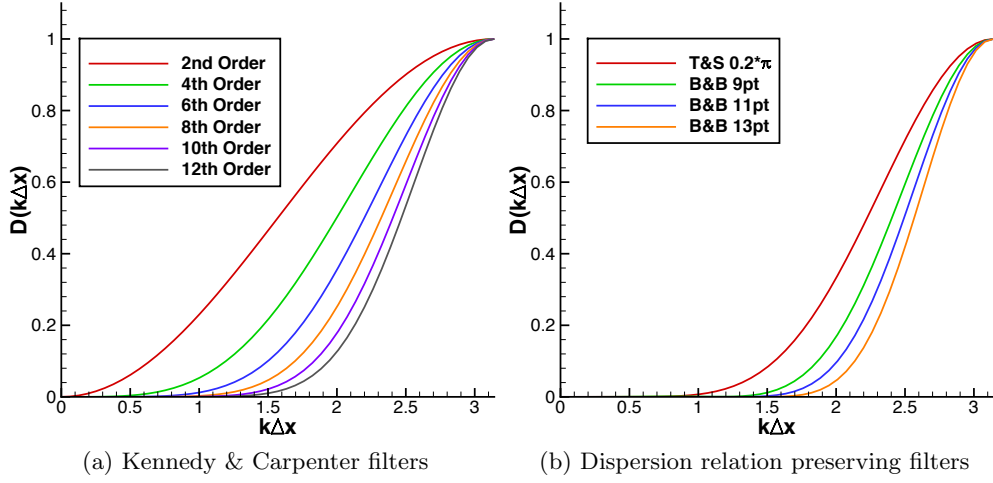 D(kΔx)
1
0.8
0.6
0.4
0.2
0
2nd Order
4th Order
6th Order
8th Order
10th Order
12th Order
0 0.5 1 1.5 2 2.5 3
kΔx
(a) Kennedy & Carpenter filters
D(kΔx)
1
0.8
0.6
0.4
0.2
0
T&S 0.2*π
B&B 9pt
B&B 11pt
B&B 13pt
0 0.5 1 1.5 2 2.5 3
kΔx
(b) Dispersion relation preserving filters